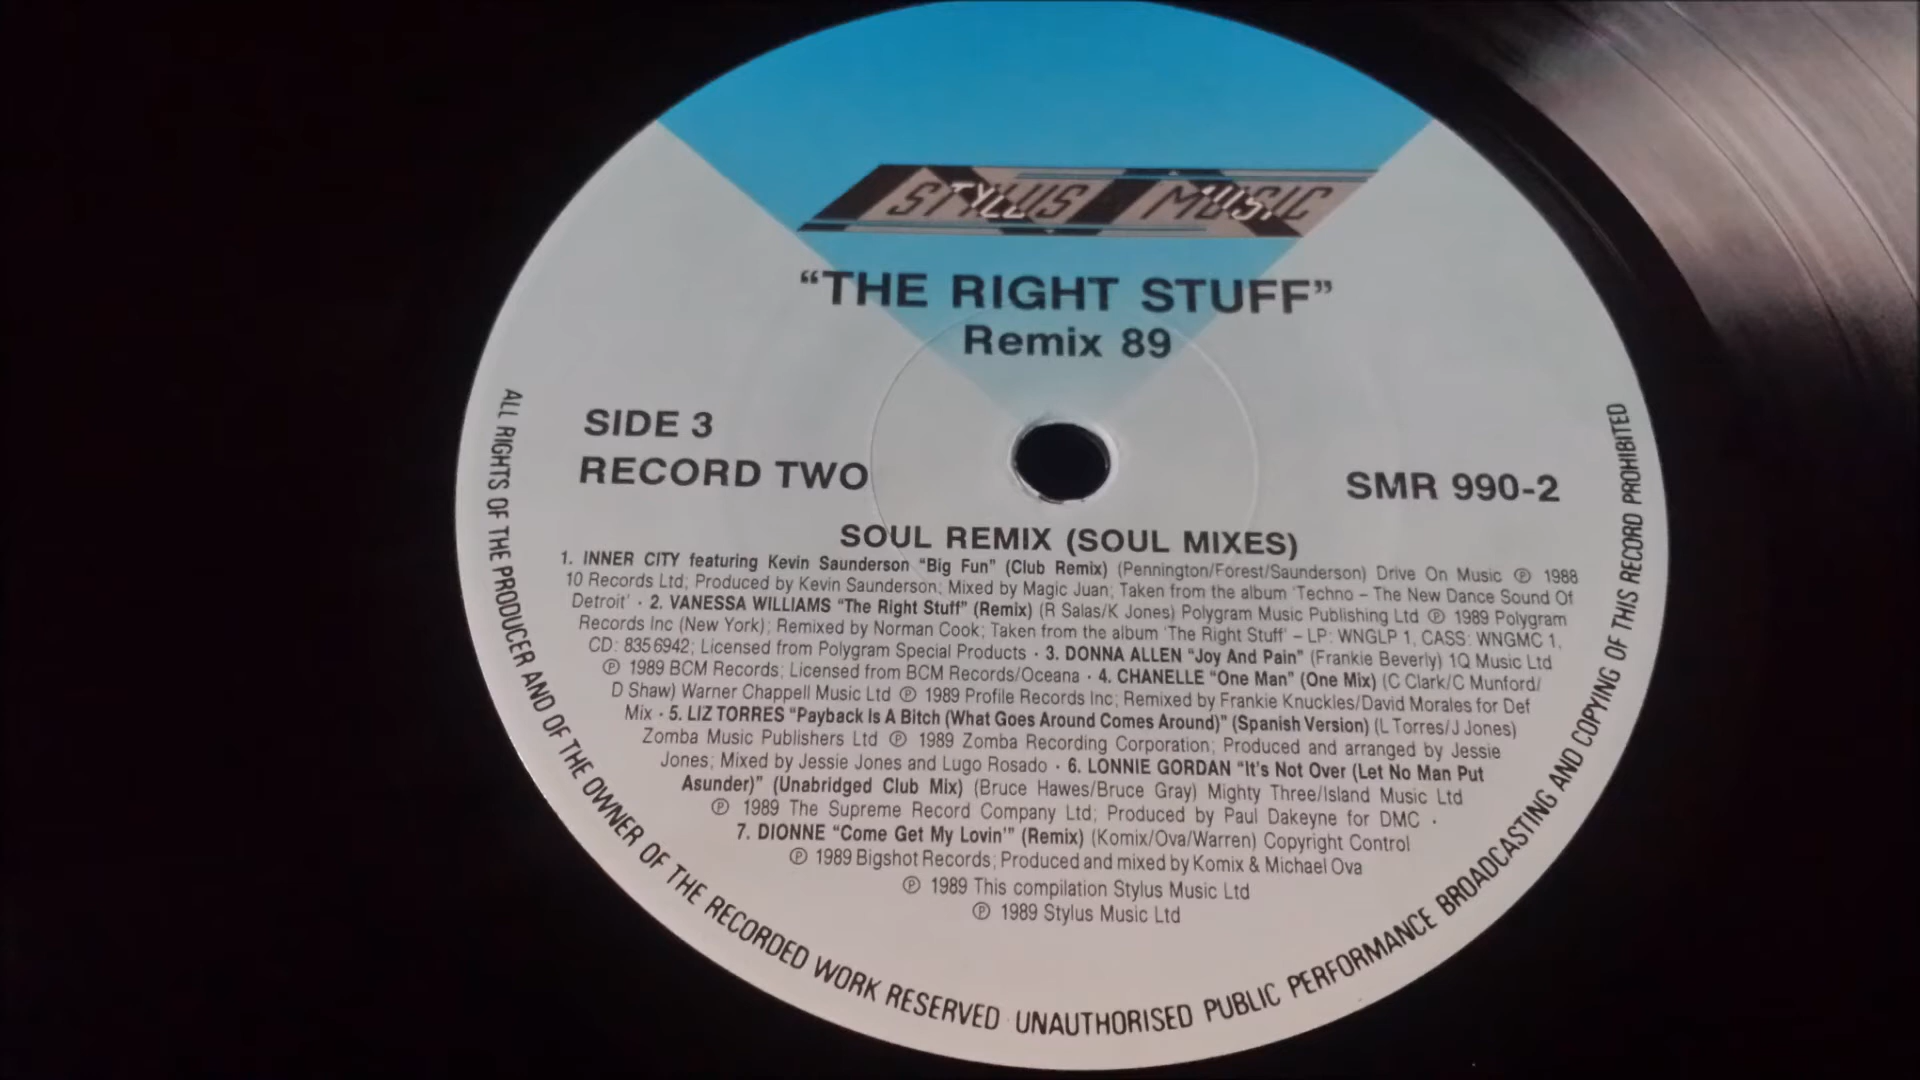 STYLUS MUSIC
“THE RIGHT STUFF”
Remix 89
SIDE 3
RECORD TWO
SMR 990-2
SOUL REMIX (SOUL MIXES)
1. INNER CITY featuring Kevin Saunderson “Big Fun” (Club Remix) (Pennington/Forest/Saunderson) Drive On Music ℗ 1988
10 Records Ltd; Produced by Kevin Saunderson; Mixed by Magic Juan; Taken from the album ‘Techno – The New Dance Sound Of
Detroit’ · 2. VANESSA WILLIAMS “The Right Stuff” (Remix) (R Salas/K Jones) Polygram Music Publishing Ltd ℗ 1989 Polygram
Records Inc (New York); Remixed by Norman Cook; Taken from the album ‘The Right Stuff’ – LP: WNGLP 1, CASS: WNGMC 1,
CD: 835 6942; Licensed from Polygram Special Products · 3. DONNA ALLEN “Joy And Pain” (Frankie Beverly) 1Q Music Ltd
℗ 1989 BCM Records; Licensed from BCM Records/Oceana · 4. CHANELLE “One Man” (One Mix) (C Clark/C Munford/
D Shaw) Warner Chappell Music Ltd ℗ 1989 Profile Records Inc; Remixed by Frankie Knuckles/David Morales for Def
Mix · 5. LIZ TORRES “Payback Is A Bitch (What Goes Around Comes Around)” (Spanish Version) (L Torres/J Jones)
Zomba Music Publishers Ltd ℗ 1989 Zomba Recording Corporation; Produced and arranged by Jessie
Jones; Mixed by Jessie Jones and Lugo Rosado · 6. LONNIE GORDAN “It's Not Over (Let No Man Put
Asunder)” (Unabridged Club Mix) (Bruce Hawes/Bruce Gray) Mighty Three/Island Music Ltd
℗ 1989 The Supreme Record Company Ltd; Produced by Paul Dakeyne for DMC ·
7. DIONNE “Come Get My Lovin'” (Remix) (Komix/Ova/Warren) Copyright Control
℗ 1989 Bigshot Records; Produced and mixed by Komix & Michael Ova
℗ 1989 This compilation Stylus Music Ltd
℗ 1989 Stylus Music Ltd
ALL RIGHTS OF THE PRODUCER AND OF THE OWNER OF THE RECORDED WORK RESERVED · UNAUTHORISED PUBLIC PERFORMANCE BROADCASTING AND COPYING OF THIS RECORD PROHIBITED